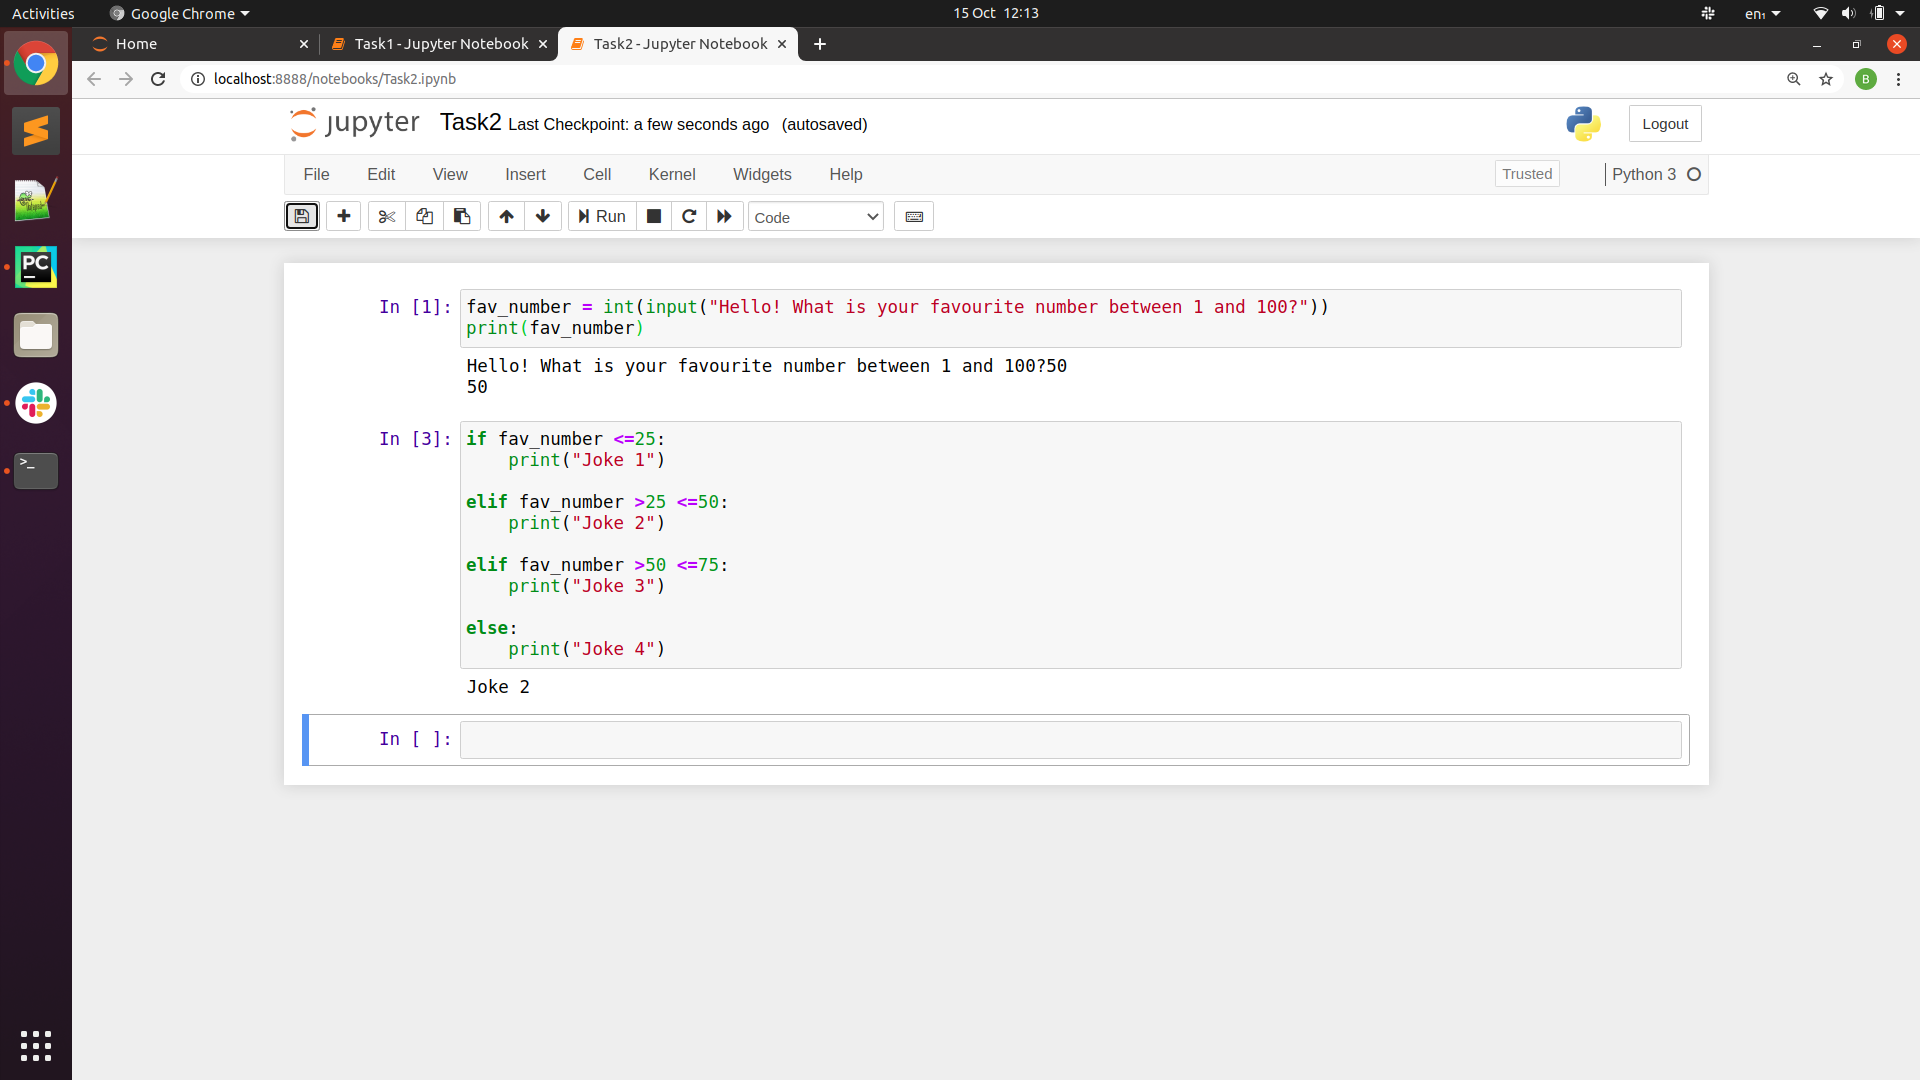 Activities Google Chrome 15 Oct 12:13 en₁
Home Task1 - Jupyter Notebook Task2 - Jupyter Notebook
localhost:8888/notebooks/Task2.ipynb B
jupyter Task2 Last Checkpoint: a few seconds ago (autosaved) Logout
File Edit View Insert Cell Kernel Widgets Help Trusted Python 3
Run Code
PC
>_
In [1]: fav_number = int(input("Hello! What is your favourite number between 1 and 100?"))
print(fav_number)
Hello! What is your favourite number between 1 and 100?50
50
In [3]: if fav_number <=25:
    print("Joke 1")
elif fav_number >25 <=50:
    print("Joke 2")
elif fav_number >50 <=75:
    print("Joke 3")
else:
    print("Joke 4")
Joke 2
In [ ]: